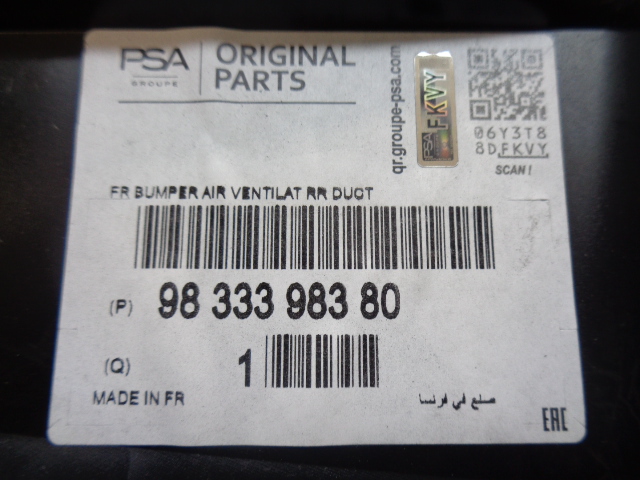 PSA
GROUPE
ORIGINAL
PARTS
qr.groupe-psa.com
PSA FKVY
06Y3T8
8DFKVY
SCAN!
FR BUMPER AIR VENTILAT RR DUCT
(P) 98 333 983 80
(Q) 1
MADE IN FR
صنع في فرنسا
EAC